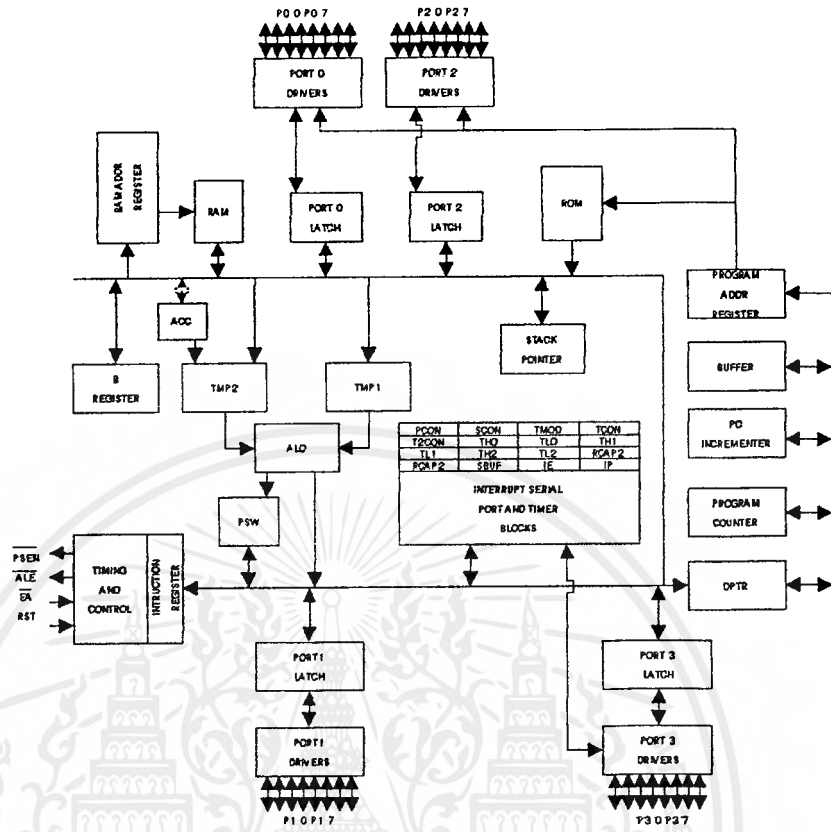 P0 0 P0 7
P2 0 P2 7
PORT 0
DRIVERS
PORT 2
DRIVERS
RAM ADDR
REGISTER
RAM
PORT 0
LATCH
PORT 2
LATCH
ROM
PROGRAM
ADDR
REGISTER
ACC
STACK
POINTER
B
REGISTER
TMP2
TMP1
BUFFER
PC
INCREMENTER
ALU
PCON SCON TMOD TCON
T2CON TH0 TL0 TH1
TL1 TH2 TL2 RCAP2
RCAP2 SBUF IE IP
INTERRUPT SERIAL
PORT AND TIMER
BLOCKS
PSW
PROGRAM
COUNTER
PSEN
ALE
EA
RST
TIMING
AND
CONTROL
INTRUCTION
REGISTER
DPTR
PORT 1
LATCH
PORT 3
LATCH
PORT 1
DRIVERS
PORT 3
DRIVERS
P1 0 P1 7
P3 0 P3 7